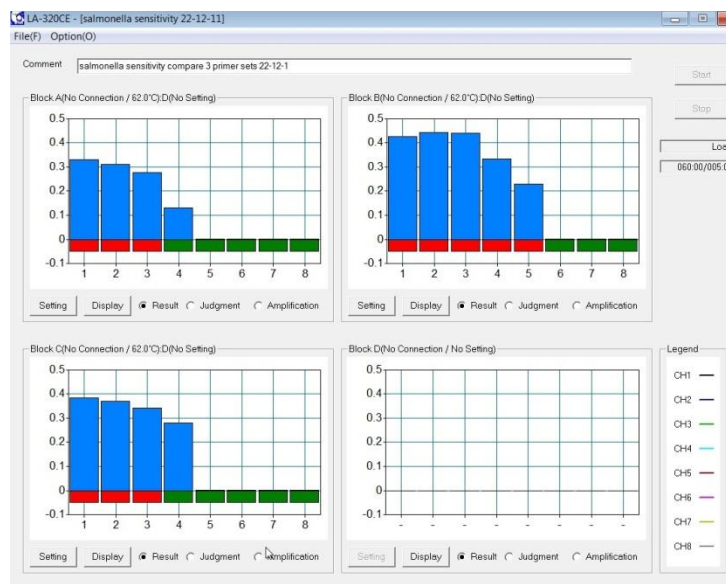 LA-320CE - [salmonella sensitivity 22-12-11]
File(F) Option(O)
Comment salmonella sensitivity compare 3 primer sets 22-12-1
Start
Stop
Loa
060:00/005:0
Block A(No Connection / 62.0°C):D(No Setting)
0.5
0.4
0.3
0.2
0.1
0
-0.1
1 2 3 4 5 6 7 8
Setting Display Result Judgment Amplification
Block B(No Connection / 62.0°C):D(No Setting)
0.5
0.4
0.3
0.2
0.1
0
-0.1
1 2 3 4 5 6 7 8
Setting Display Result Judgment Amplification
Block C(No Connection / 62.0°C):D(No Setting)
0.5
0.4
0.3
0.2
0.1
0
-0.1
1 2 3 4 5 6 7 8
Setting Display Result Judgment Amplification
Block D(No Connection / No Setting)
0.5
0.4
0.3
0.2
0.1
0
-0.1
- - - - - - - -
Setting Display Result Judgment Amplification
Legend
CH1
CH2
CH3
CH4
CH5
CH6
CH7
CH8